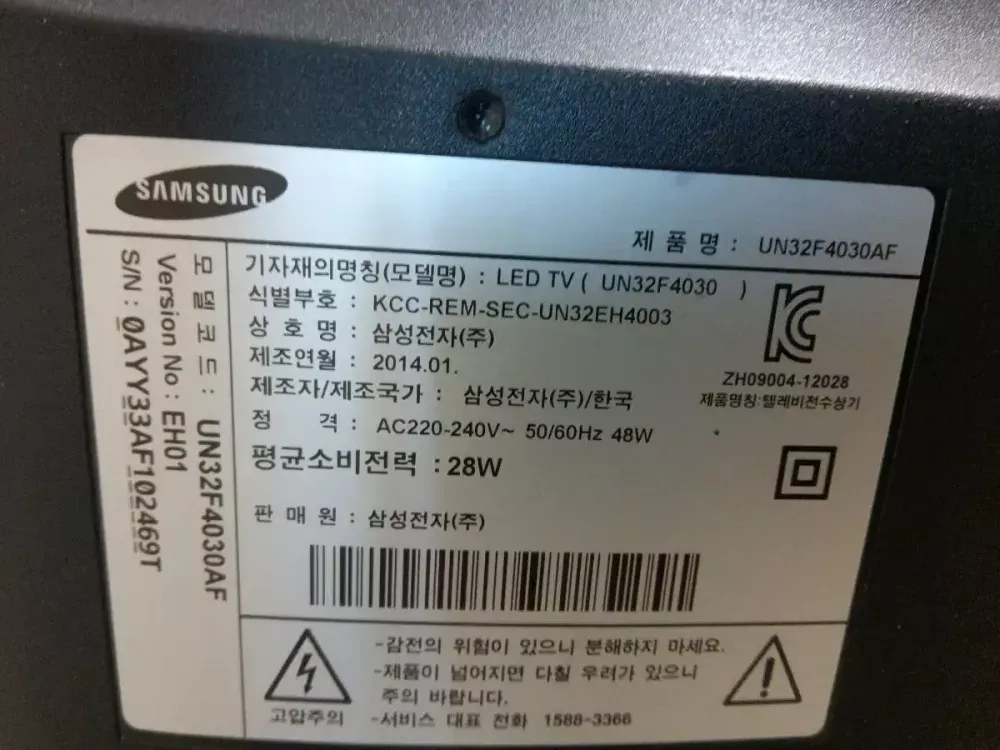 SAMSUNG
제 품 명 : UN32F4030AF
모 델 코 드 : UN32F4030AF
Version No : EH01
S/N : 0AYY33AF102469T
기자재의명칭(모델명) : LED TV ( UN32F4030 )
식별부호 : KCC-REM-SEC-UN32EH4003
상 호 명 : 삼성전자(주)
제조연월 : 2014.01.
제조자/제조국가 : 삼성전자(주)/한국
정 격 : AC220-240V~ 50/60Hz 48W
평균소비전력 : 28W
판 매 원 : 삼성전자(주)
ZH09004-12028
제품명칭:텔레비전수상기
고압주의
-감전의 위험이 있으니 분해하지 마세요.
-제품이 넘어지면 다칠 우려가 있으니
주의 바랍니다.
-서비스 대표 전화 1588-3366